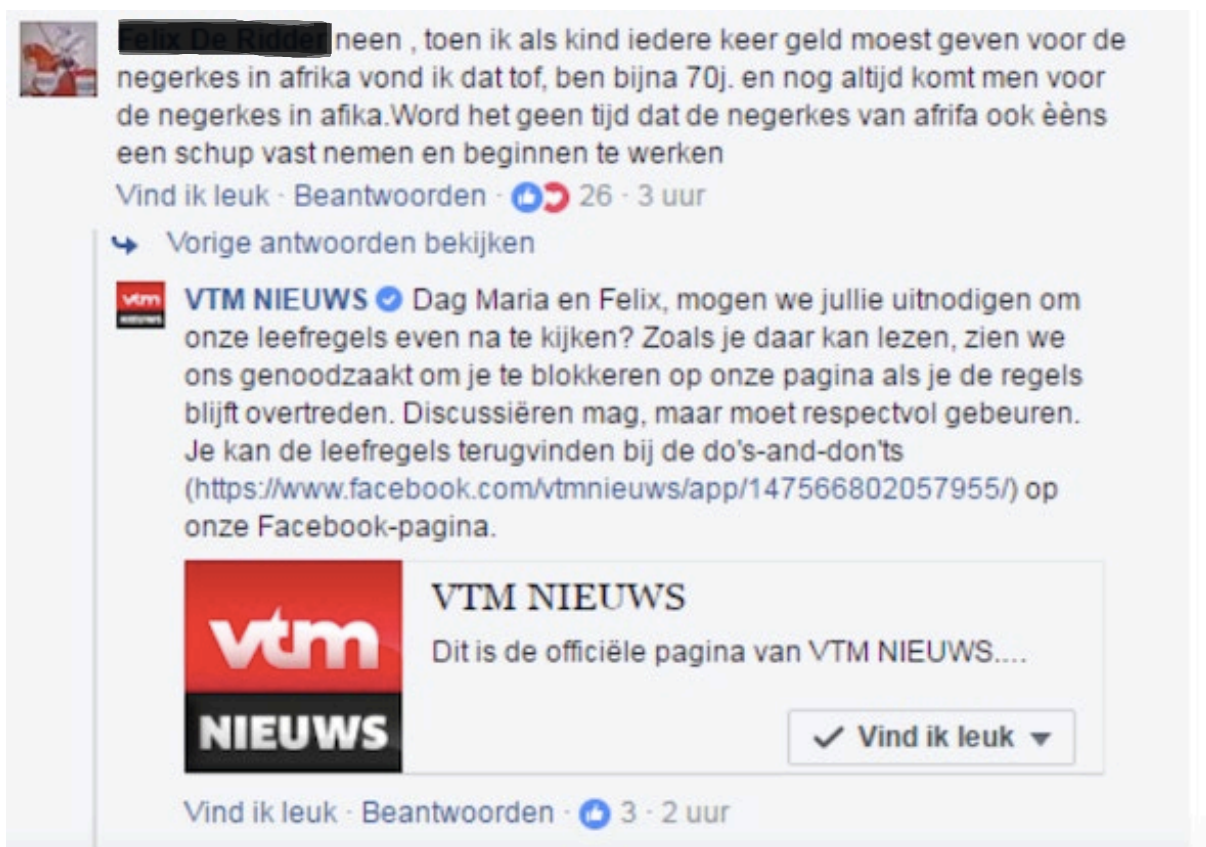 neen , toen ik als kind iedere keer geld moest geven voor de
negerkes in afrika vond ik dat tof, ben bijna 70j. en nog altijd komt men voor
de negerkes in afika.Word het geen tijd dat de negerkes van afrifa ook èèns
een schup vast nemen en beginnen te werken
Vind ik leuk · Beantwoorden · 26 · 3 uur
Vorige antwoorden bekijken
vtm
NIEUWS
VTM NIEUWS Dag Maria en Felix, mogen we jullie uitnodigen om
onze leefregels even na te kijken? Zoals je daar kan lezen, zien we
ons genoodzaakt om je te blokkeren op onze pagina als je de regels
blijft overtreden. Discussiëren mag, maar moet respectvol gebeuren.
Je kan de leefregels terugvinden bij de do's-and-don'ts
(https://www.facebook.com/vtmnieuws/app/147566802057955/) op
onze Facebook-pagina.
vtm
NIEUWS
VTM NIEUWS
Dit is de officiële pagina van VTM NIEUWS....
Vind ik leuk
Vind ik leuk · Beantwoorden · 3 · 2 uur